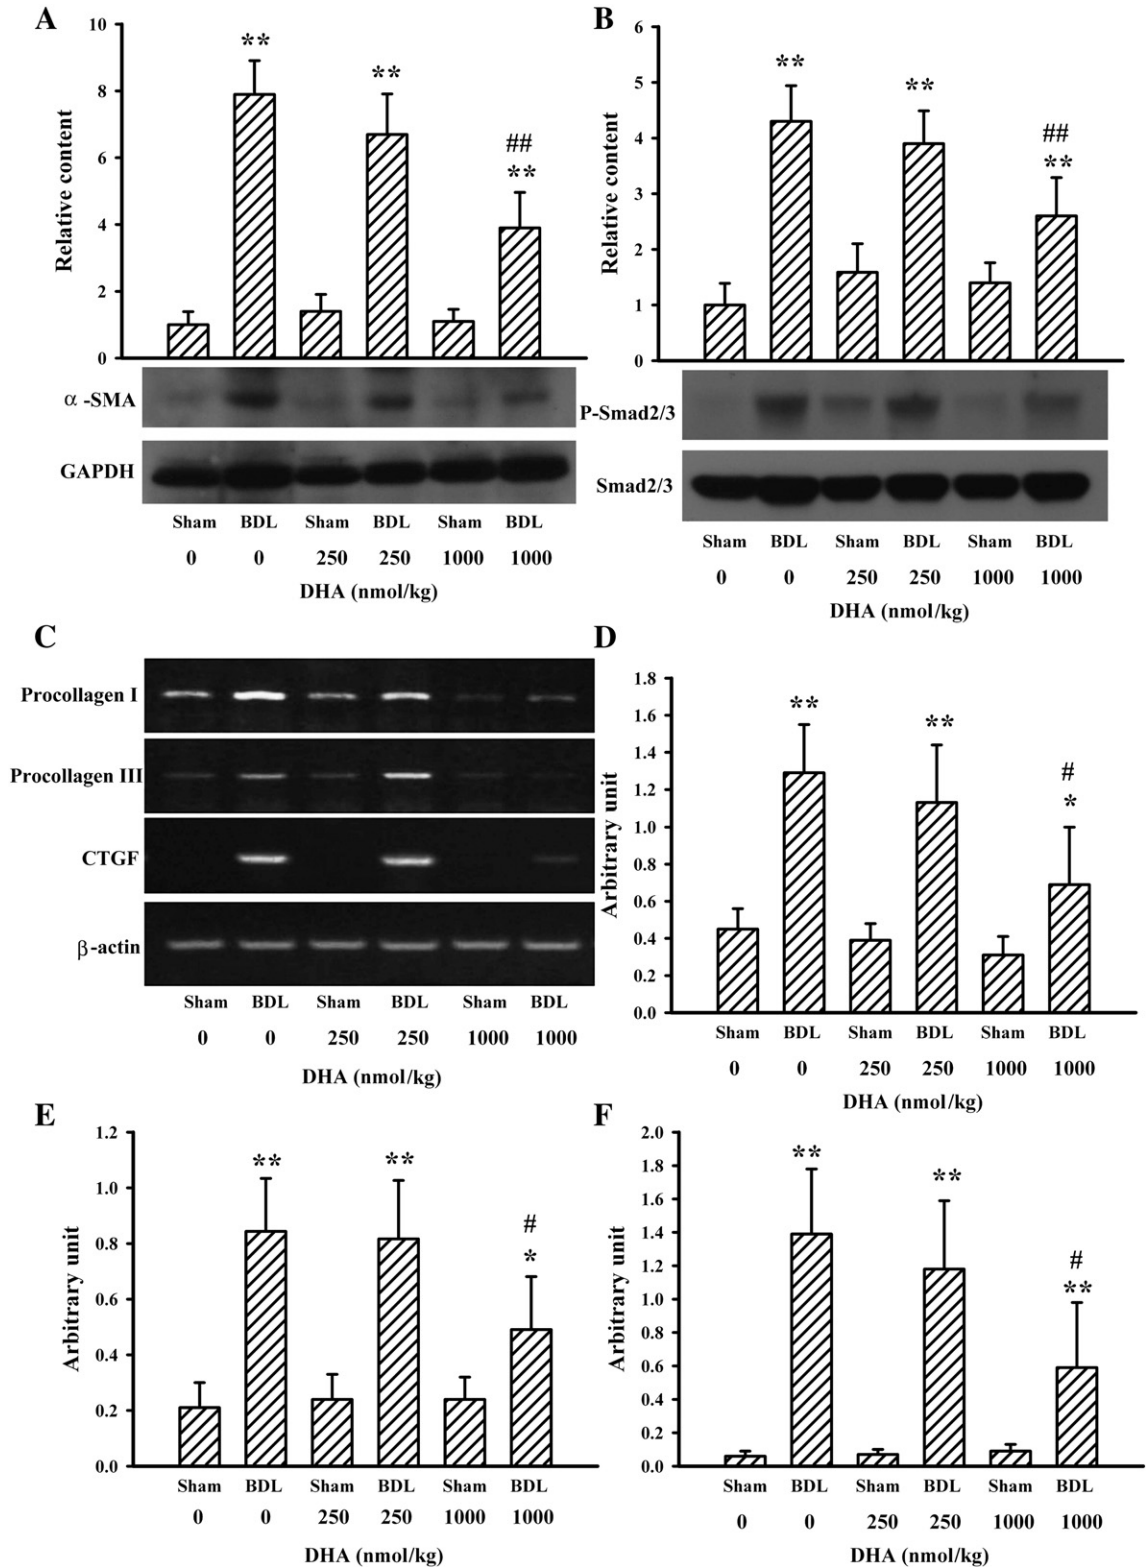 A
10
8
6
4
2
0
Relative content
**
**
##
**
α -SMA
GAPDH
Sham BDL Sham BDL Sham BDL
0 0 250 250 1000 1000
DHA (nmol/kg)
B
6
5
4
3
2
1
0
Relative content
**
**
##
**
P-Smad2/3
Smad2/3
Sham BDL Sham BDL Sham BDL
0 0 250 250 1000 1000
DHA (nmol/kg)
C
Procollagen I
Procollagen III
CTGF
β-actin
Sham BDL Sham BDL Sham BDL
0 0 250 250 1000 1000
DHA (nmol/kg)
D
1.8
1.6
1.4
1.2
1.0
0.8
0.6
0.4
0.2
0.0
Arbitrary unit
**
**
#
*
Sham BDL Sham BDL Sham BDL
0 0 250 250 1000 1000
DHA (nmol/kg)
E
1.2
1.0
0.8
0.6
0.4
0.2
0.0
Arbitrary unit
**
**
#
*
Sham BDL Sham BDL Sham BDL
0 0 250 250 1000 1000
DHA (nmol/kg)
F
2.0
1.8
1.6
1.4
1.2
1.0
0.8
0.6
0.4
0.2
0.0
Arbitrary unit
**
**
#
**
Sham BDL Sham BDL Sham BDL
0 0 250 250 1000 1000
DHA (nmol/kg)